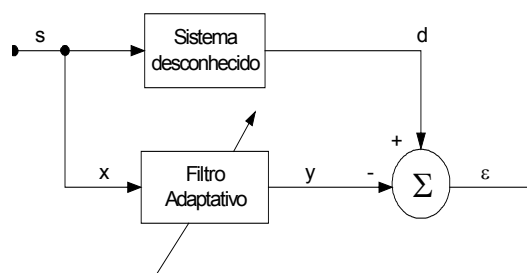 s
Sistema
desconhecido
d
+
x
Filtro
Adaptativo
y
-
Σ
ε